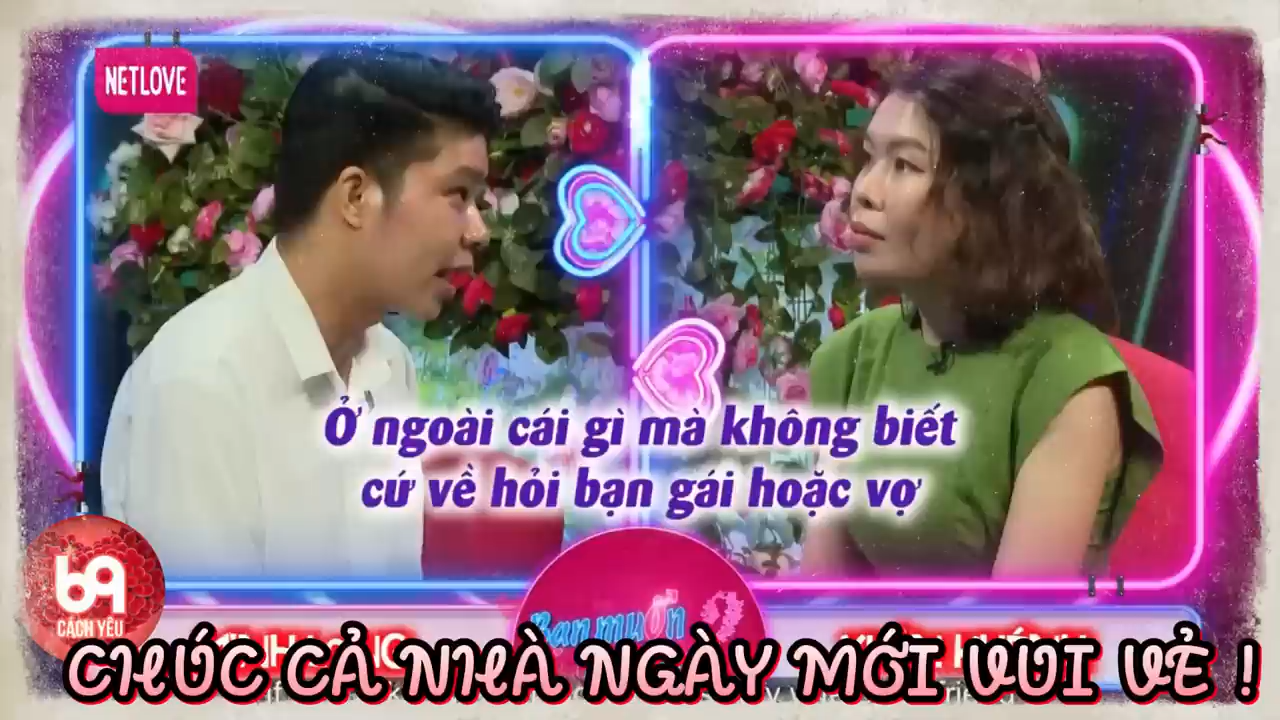 NETLOVE
Ở ngoài cái gì mà không biết
cứ về hỏi bạn gái hoặc vợ
Bạn muốn
69
CÁCH YÊU
CHÚC CẢ NHÀ NGÀY MỚI VUI VẺ !